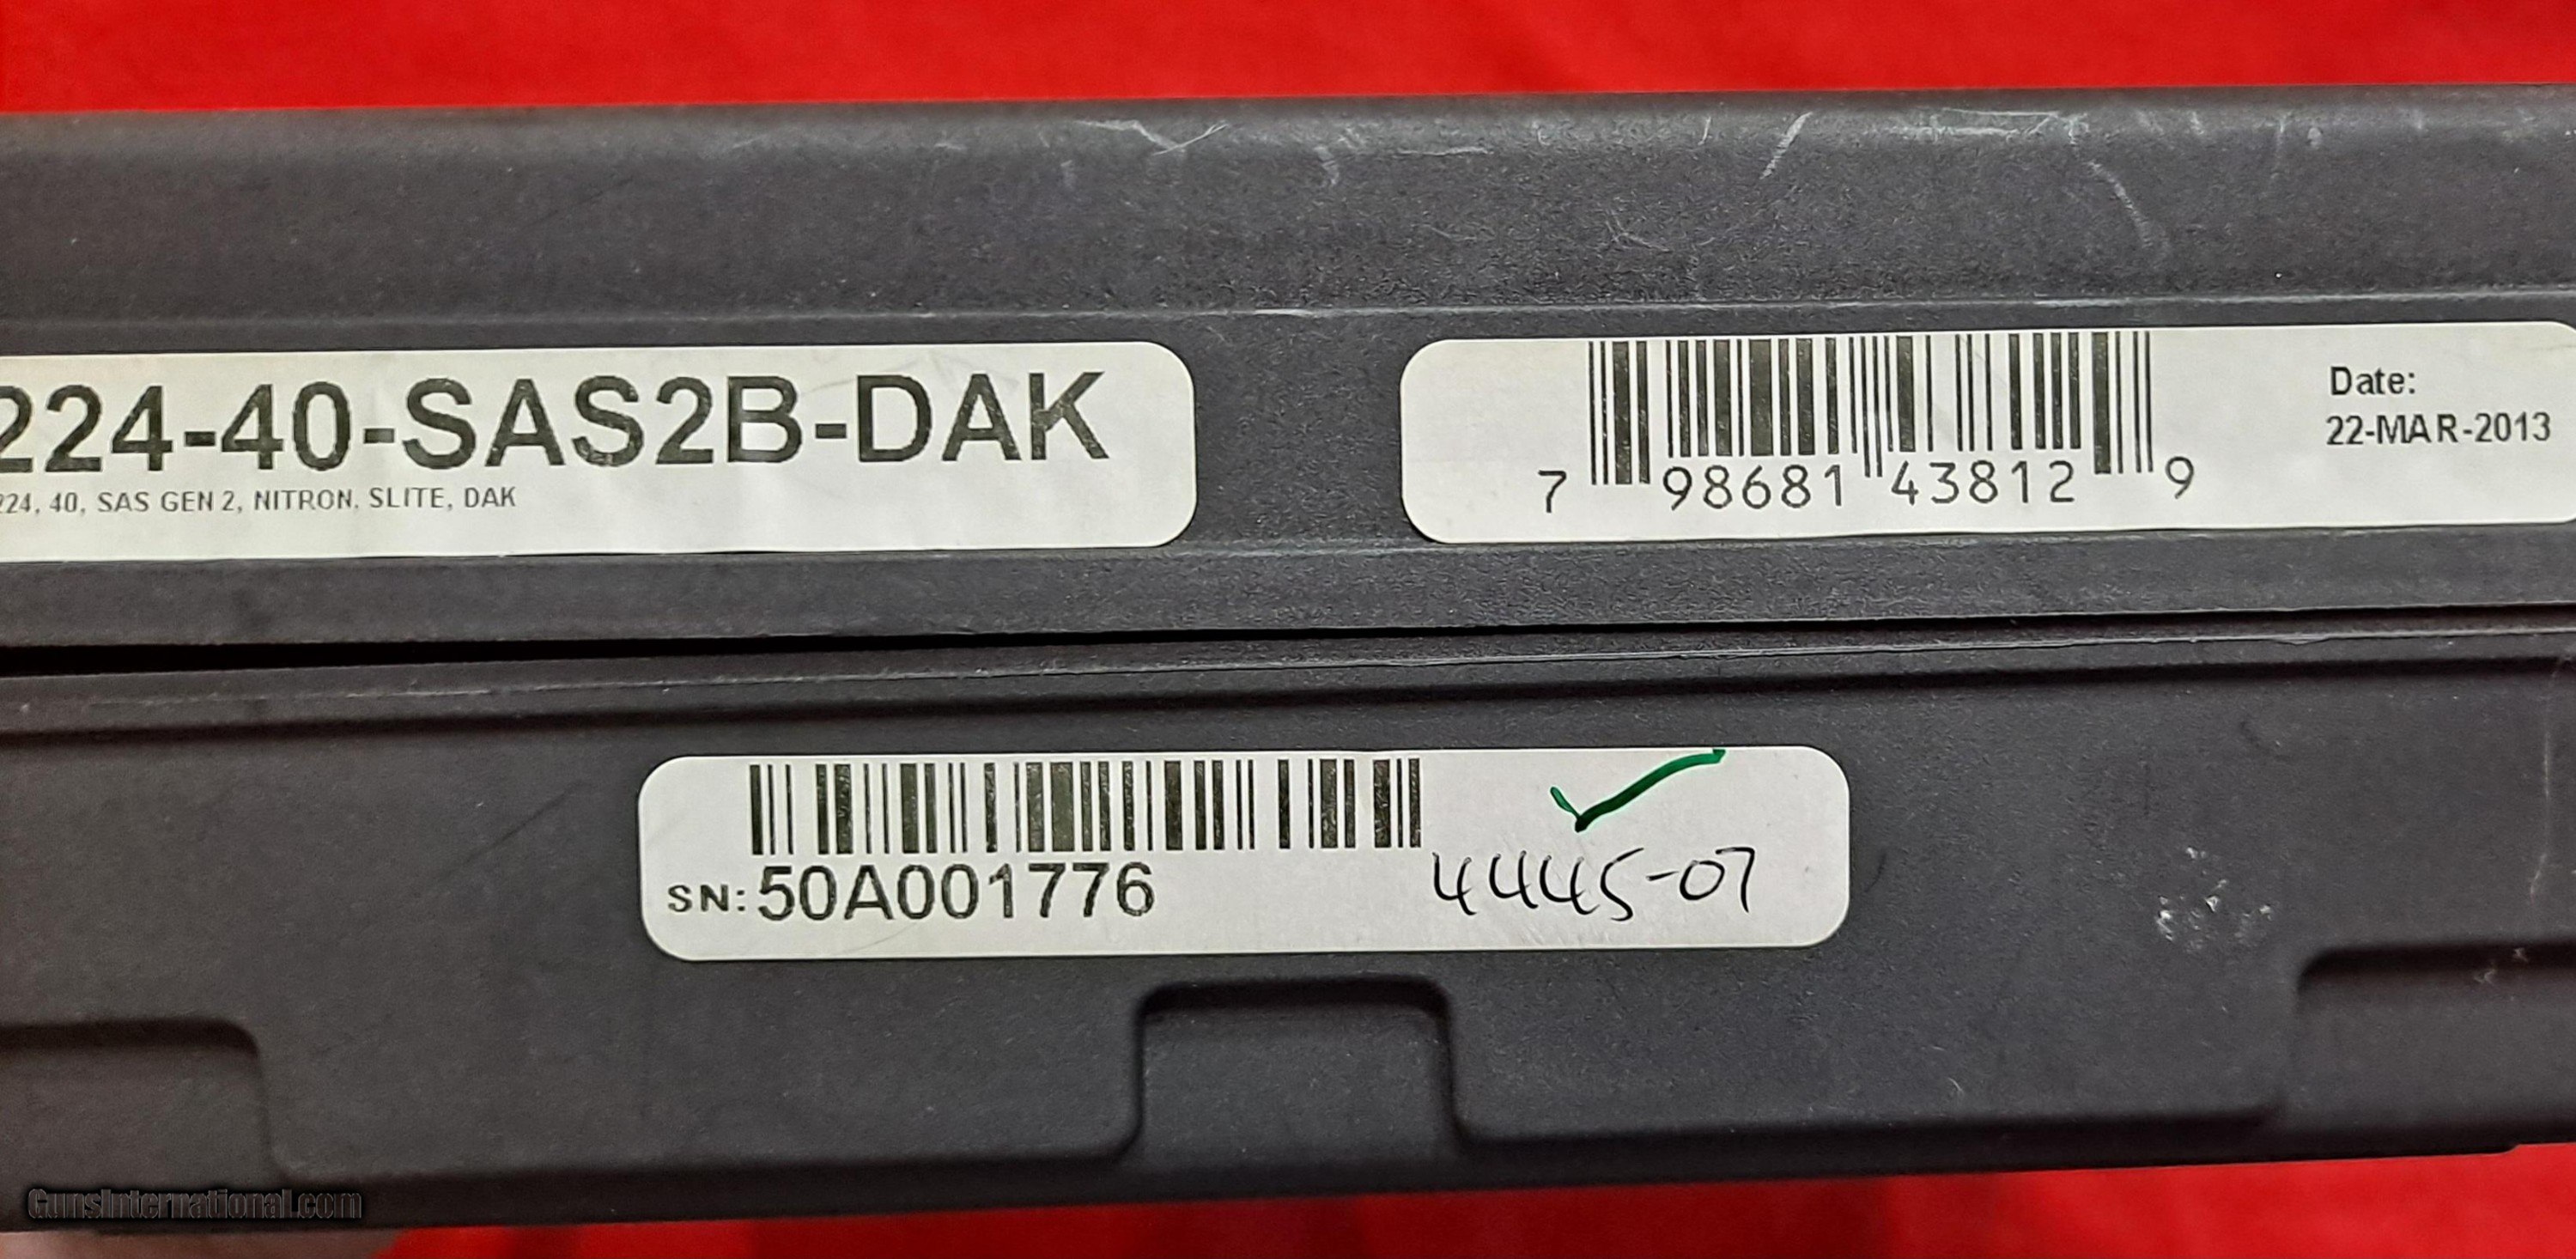 224-40-SAS2B-DAK
224, 40, SAS GEN 2, NITRON, SLITE, DAK
7 98681 43812 9
Date:
22-MAR-2013
SN: 50A001776
4445-07
GunsInternational.com